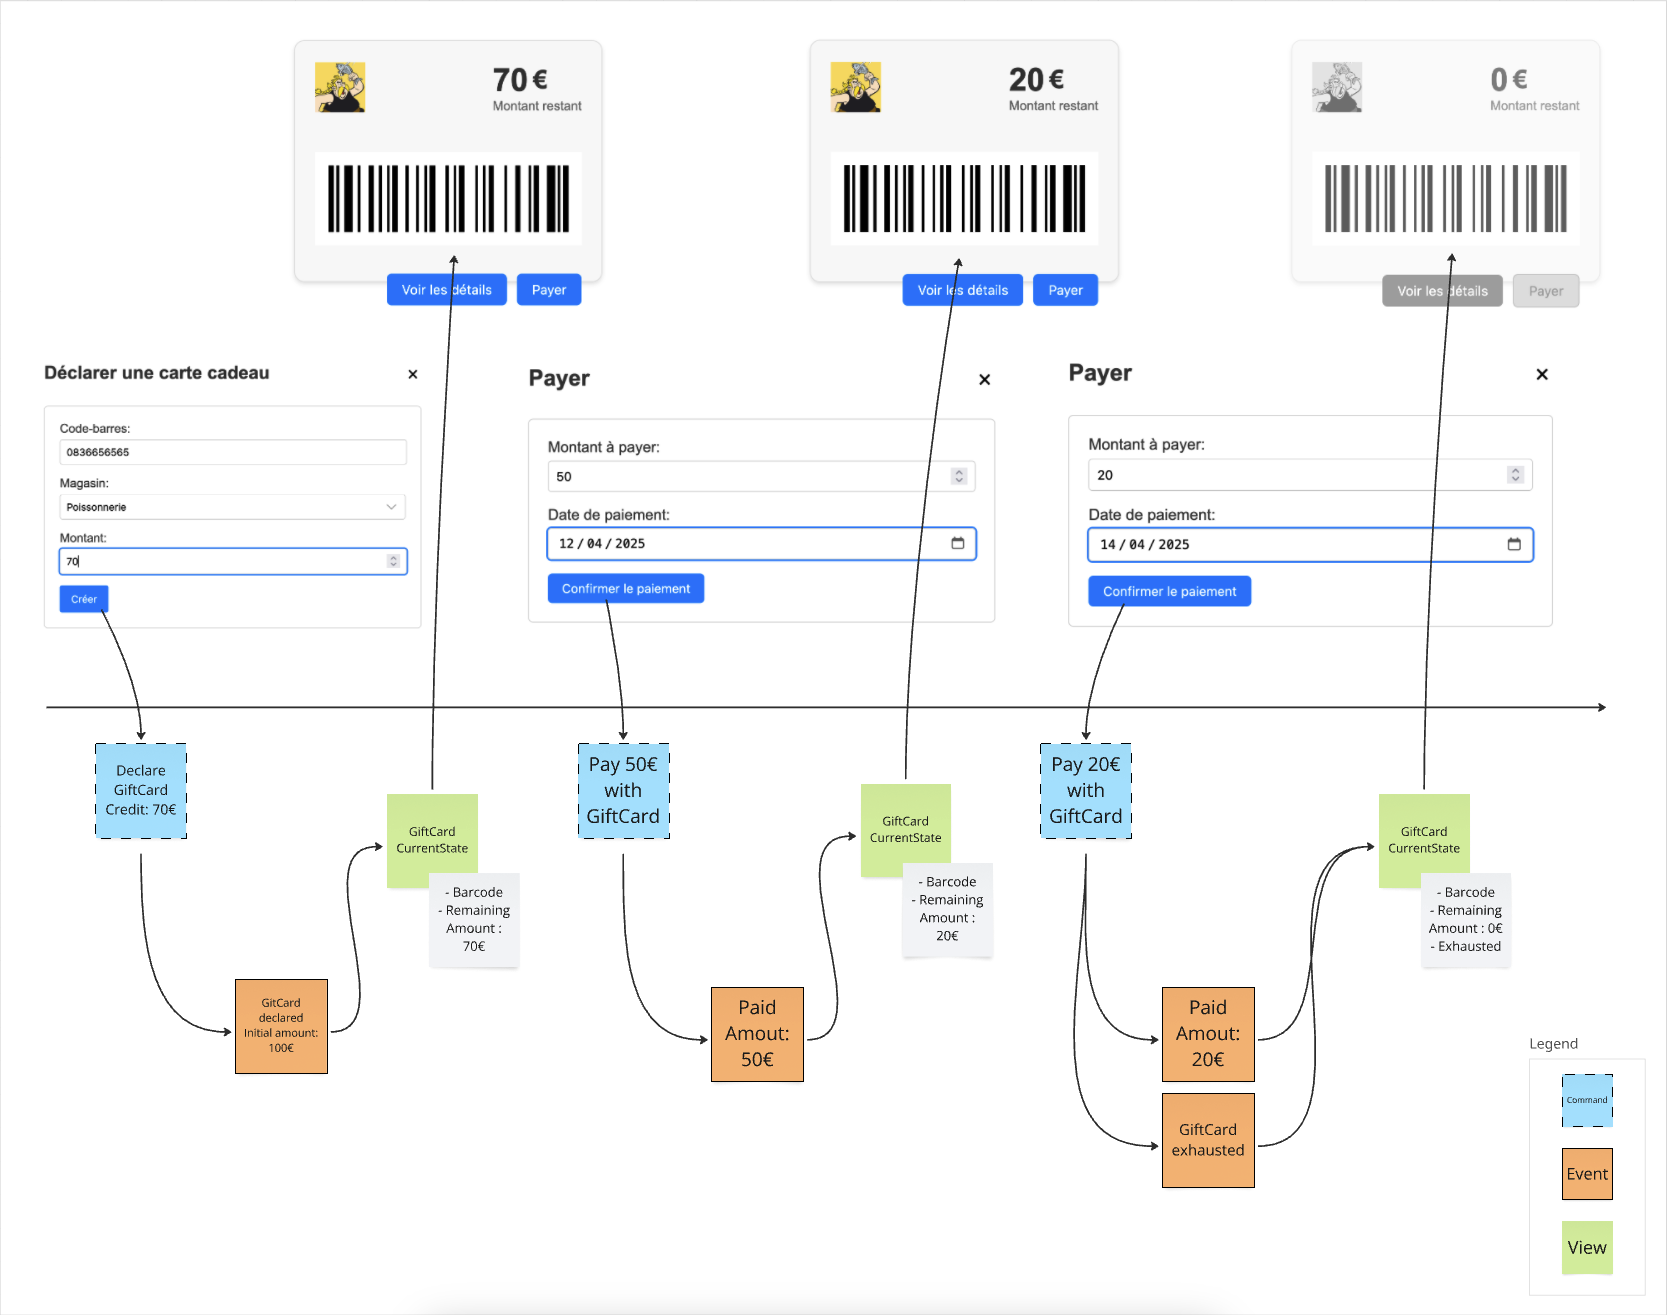 70 €
Montant restant
Voir les détails
Payer
20 €
Montant restant
Voir les détails
Payer
0 €
Montant restant
Voir les détails
Payer
Déclarer une carte cadeau
×
Code-barres:
0836656565
Magasin:
Poissonnerie
Montant:
70
Créer
Payer
×
Montant à payer:
50
Date de paiement:
12 / 04 / 2025
Confirmer le paiement
Payer
×
Montant à payer:
20
Date de paiement:
14 / 04 / 2025
Confirmer le paiement
Declare
GiftCard
Credit: 70€
GiftCard
CurrentState
- Barcode
- Remaining
Amount :
70€
GitCard
declared
Initial amount:
100€
Pay 50€
with
GiftCard
GiftCard
CurrentState
- Barcode
- Remaining
Amount :
20€
Paid
Amout:
50€
Pay 20€
with
GiftCard
GiftCard
CurrentState
- Barcode
- Remaining
Amount : 0€
- Exhausted
Paid
Amout:
20€
GiftCard
exhausted
Legend
Command
Event
View